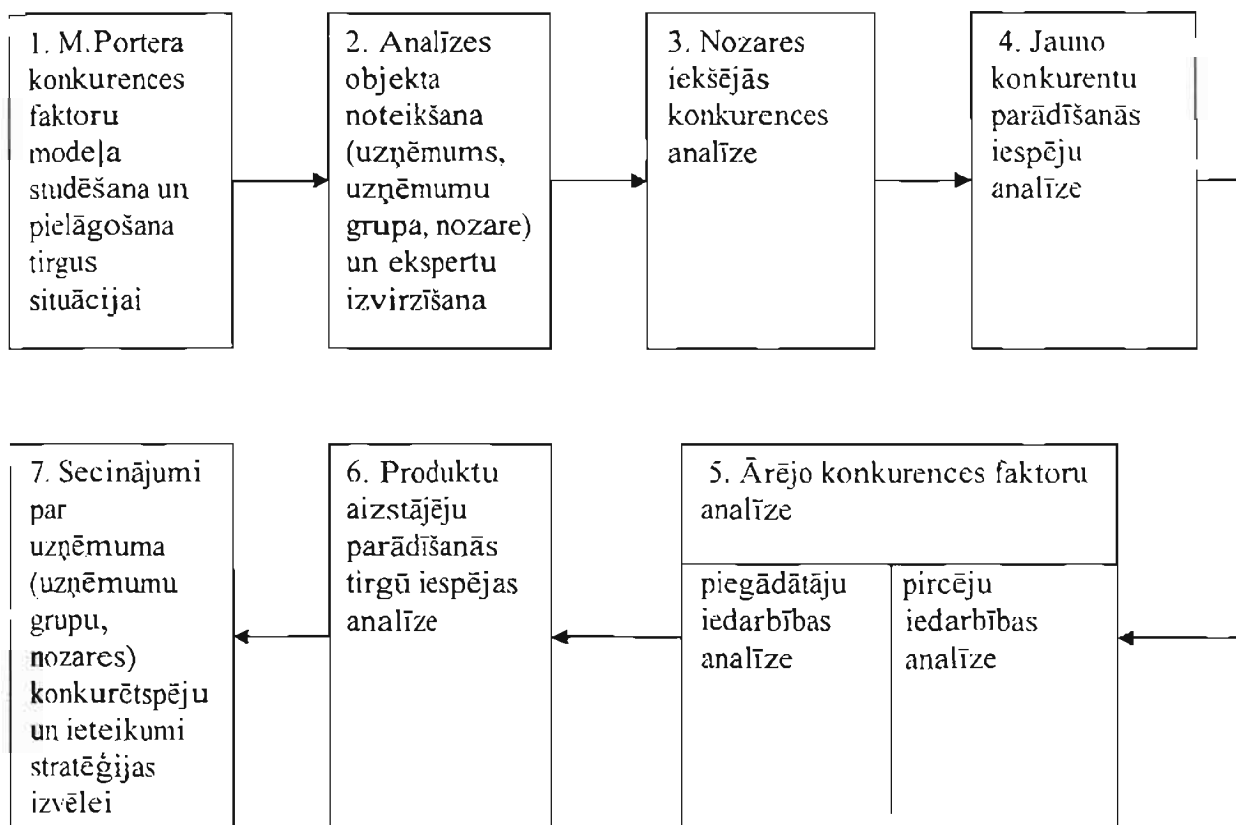 1. M.Portera
konkurences
faktoru
modeļa
studēšana un
pielāgošana
tirgus
situācijai
2. Analīzes
objekta
noteikšana
(uzņēmums,
uzņēmumu
grupa, nozare)
un ekspertu
izvirzīšana
3. Nozares
iekšējās
konkurences
analīze
4. Jauno
konkurentu
parādīšanās
iespēju
analīze
5. Ārējo konkurences faktoru
analīze
piegādātāju
iedarbības
analīze
pircēju
iedarbības
analīze
6. Produktu
aizstājēju
parādīšanās
tirgū iespējas
analīze
7. Secinājumi
par
uzņēmuma
(uzņēmumu
grupu,
nozares)
konkurētspēju
un ieteikumi
stratēģijas
izvēlei